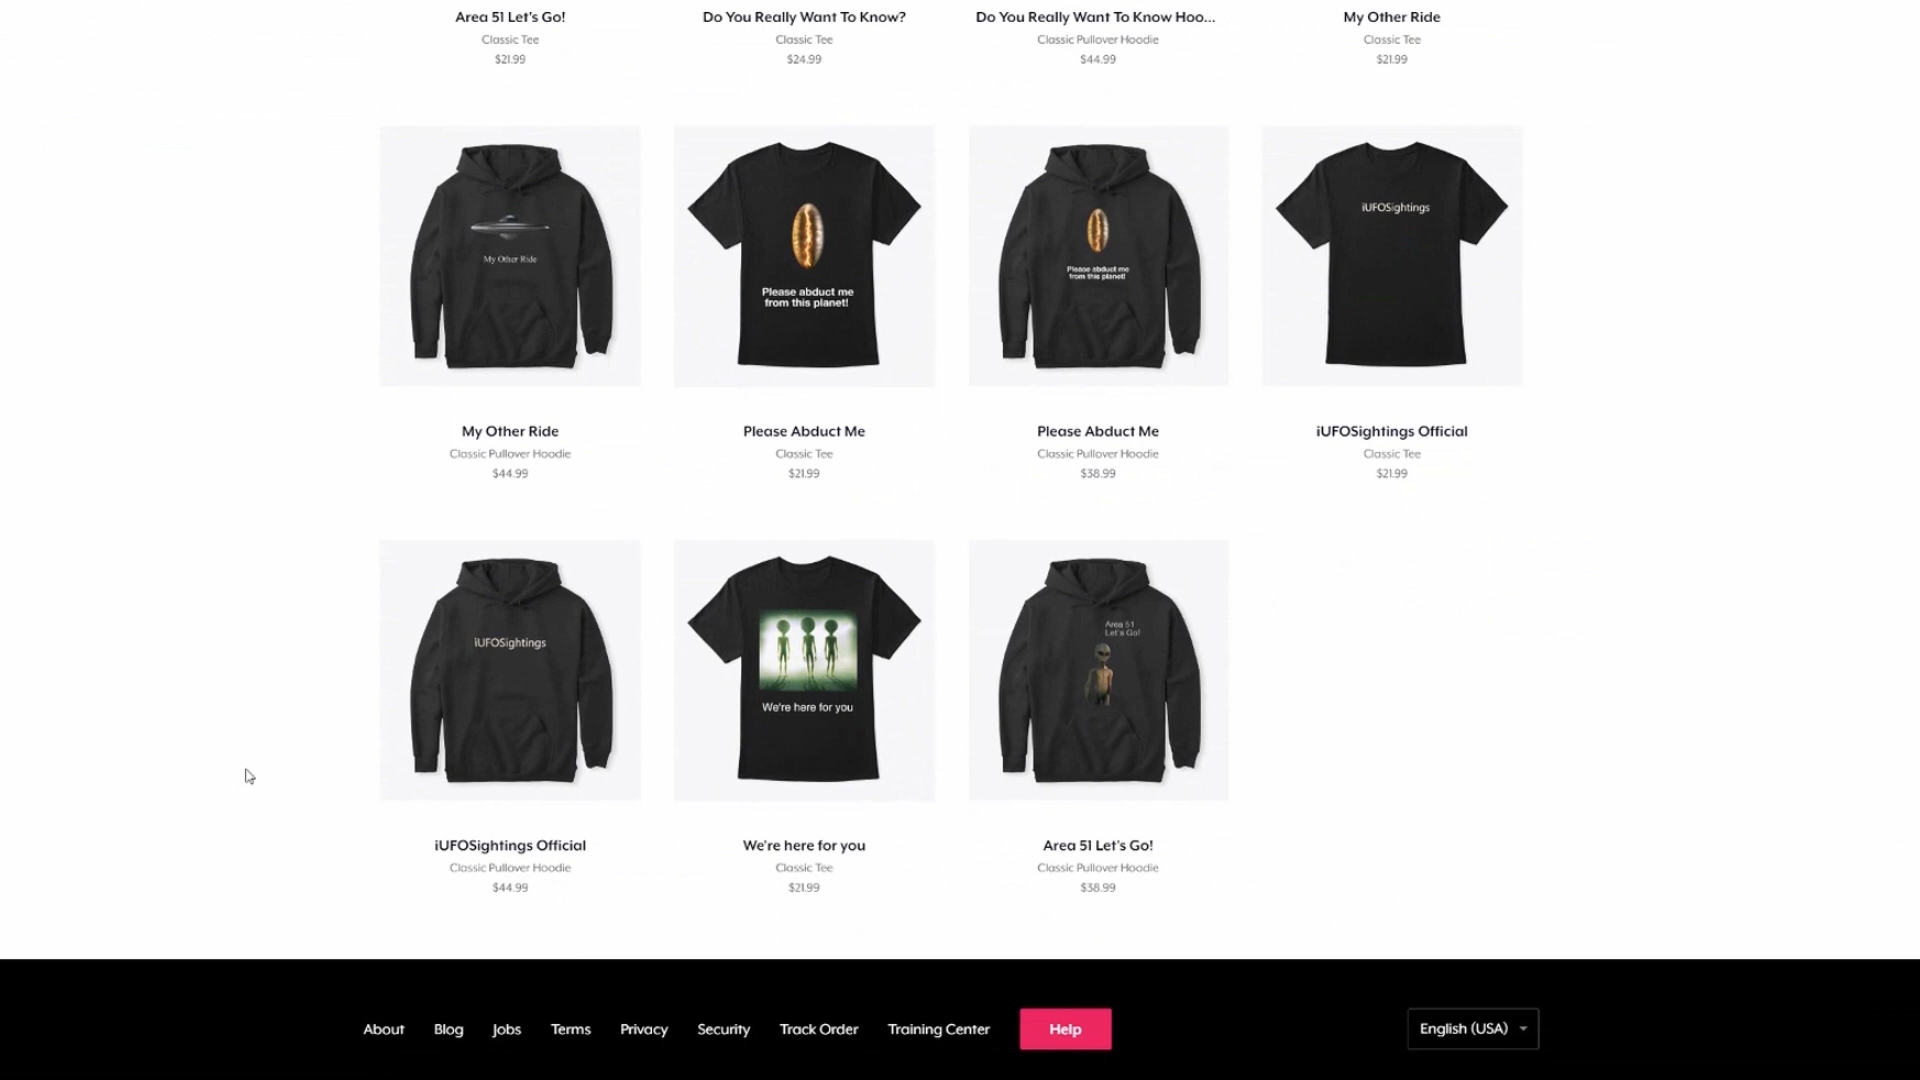 Area 51 Let's Go!
Classic Tee
$21.99
Do You Really Want To Know?
Classic Tee
$24.99
Do You Really Want To Know Hoo...
Classic Pullover Hoodie
$44.99
My Other Ride
Classic Tee
$21.99
My Other Ride
Please abduct me
from this planet!
Please abduct me
from this planet!
iUFOSightings
My Other Ride
Classic Pullover Hoodie
$44.99
Please Abduct Me
Classic Tee
$21.99
Please Abduct Me
Classic Pullover Hoodie
$38.99
iUFOSightings Official
Classic Tee
$21.99
iUFOSightings
We're here for you
Area 51
Let's Go!
iUFOSightings Official
Classic Pullover Hoodie
$44.99
We're here for you
Classic Tee
$21.99
Area 51 Let's Go!
Classic Pullover Hoodie
$38.99
About Blog Jobs Terms Privacy Security Track Order Training Center Help English (USA)